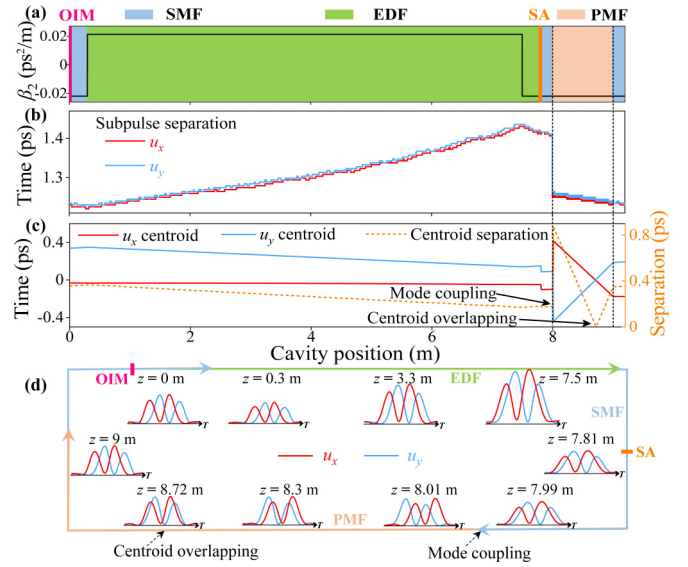 (a) OIM SMF EDF SA PMF
β₂ (ps²/m)
0.02
0
-0.02
(b)
Subpulse separation
uₓ
u_y
Time (ps)
1.4
1.3
(c)
uₓ centroid u_y centroid Centroid separation
Time (ps)
0.4
0
-0.4
Separation (ps)
0.8
0.4
0
Mode coupling
Centroid overlapping
0 2 4 6 8
Cavity position (m)
(d)
OIM EDF
z = 0 m z = 0.3 m z = 3.3 m z = 7.5 m
T T T T
SMF
z = 9 m uₓ u_y z = 7.81 m SA
T T
z = 8.72 m z = 8.3 m z = 8.01 m z = 7.99 m
T T T T
PMF
Centroid overlapping Mode coupling